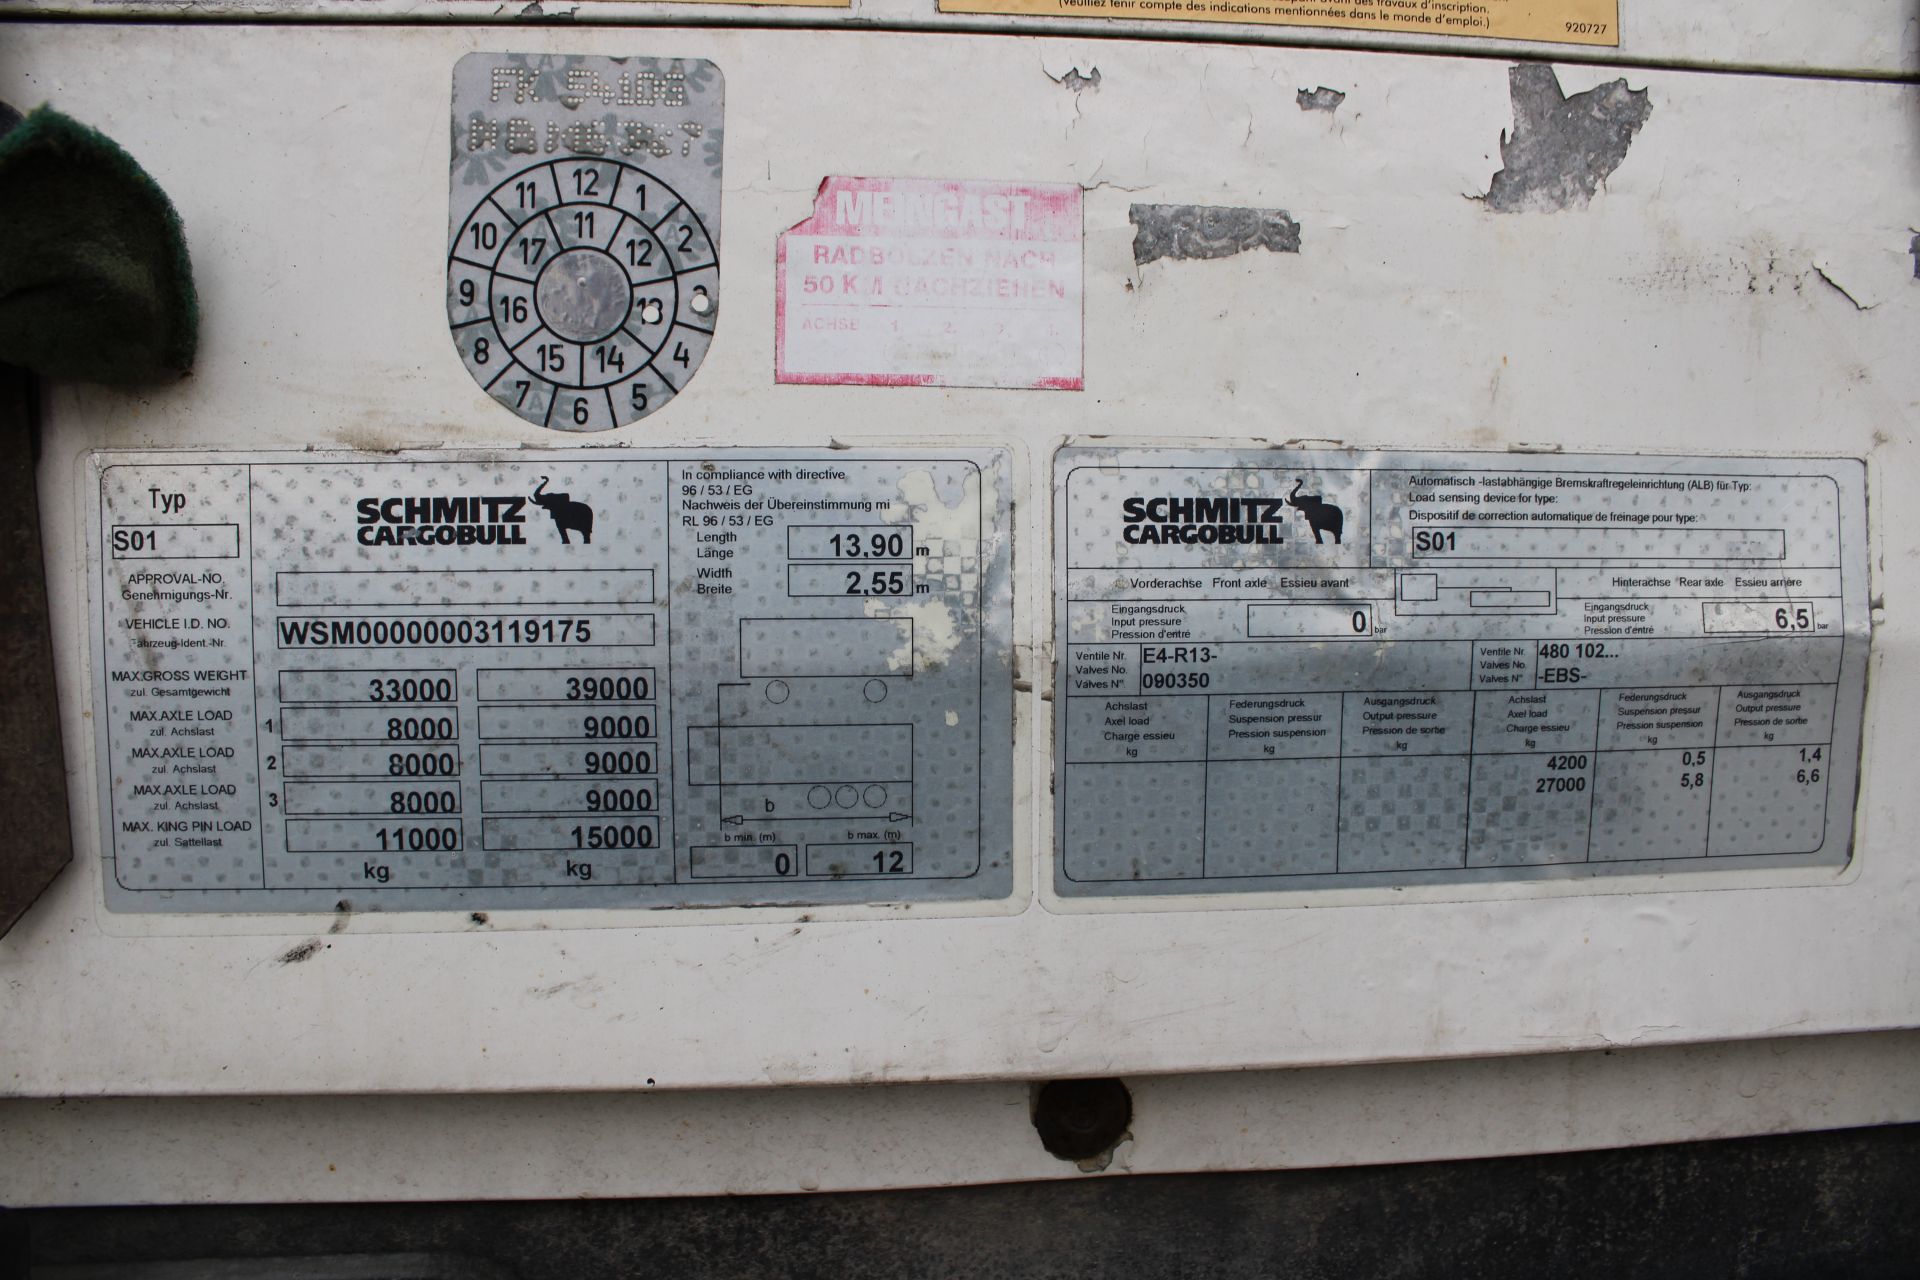 (Veuillez tenir compte des indications mentionnées dans le monde d'emploi.)
920727
FK 5410G
12
1
2
3
4
5
6
7
8
9
10
11
11
12
13
14
15
16
17
MEINGAST
RADBOLZEN NACH
50 KM NACHZIEHEN
ACHSE 1. 2. 3. 4.
Typ
S01
SCHMITZ
CARGOBULL
In compliance with directive
96 / 53 / EG
Nachweis der Übereinstimmung mi
RL 96 / 53 / EG
Length
Länge
13,90 m
Width
Breite
2,55 m
APPROVAL-NO.
Genehmigungs-Nr.
VEHICLE I.D. NO.
Fahrzeug-Ident.-Nr.
WSM00000003119175
MAX.GROSS WEIGHT
zul. Gesamtgewicht
33000 39000
MAX.AXLE LOAD
zul. Achslast
1 8000 9000
MAX.AXLE LOAD
zul. Achslast
2 8000 9000
MAX.AXLE LOAD
zul. Achslast
3 8000 9000
MAX. KING PIN LOAD
zul. Sattellast
11000 15000
kg kg
b
b min. (m) b max. (m)
0 12
SCHMITZ
CARGOBULL
Automatisch -lastabhängige Bremskraftregeleinrichtung (ALB) für Typ:
Load sensing device for type:
Dispositif de correction automatique de freinage pour type:
S01
Vorderachse Front axle Essieu avant
Hinterachse Rear axle Essieu arrière
Eingangsdruck
Input pressure
Pression d'entré
0 bar
Eingangsdruck
Input pressure
Pression d'entré
6,5 bar
Ventile Nr.
Valves No.
Valves N°
E4-R13-
090350
Ventile Nr.
Valves No.
Valves N°
480 102...
-EBS-
Achslast
Axel load
Charge essieu
kg
Federungsdruck
Suspension pressur
Pression suspension
kg
Ausgangsdruck
Output pressure
Pression de sortie
kg
Achslast
Axel load
Charge essieu
kg
Federungsdruck
Suspension pressur
Pression suspension
kg
Ausgangsdruck
Output pressure
Pression de sortie
kg
4200 0,5 1,4
27000 5,8 6,6